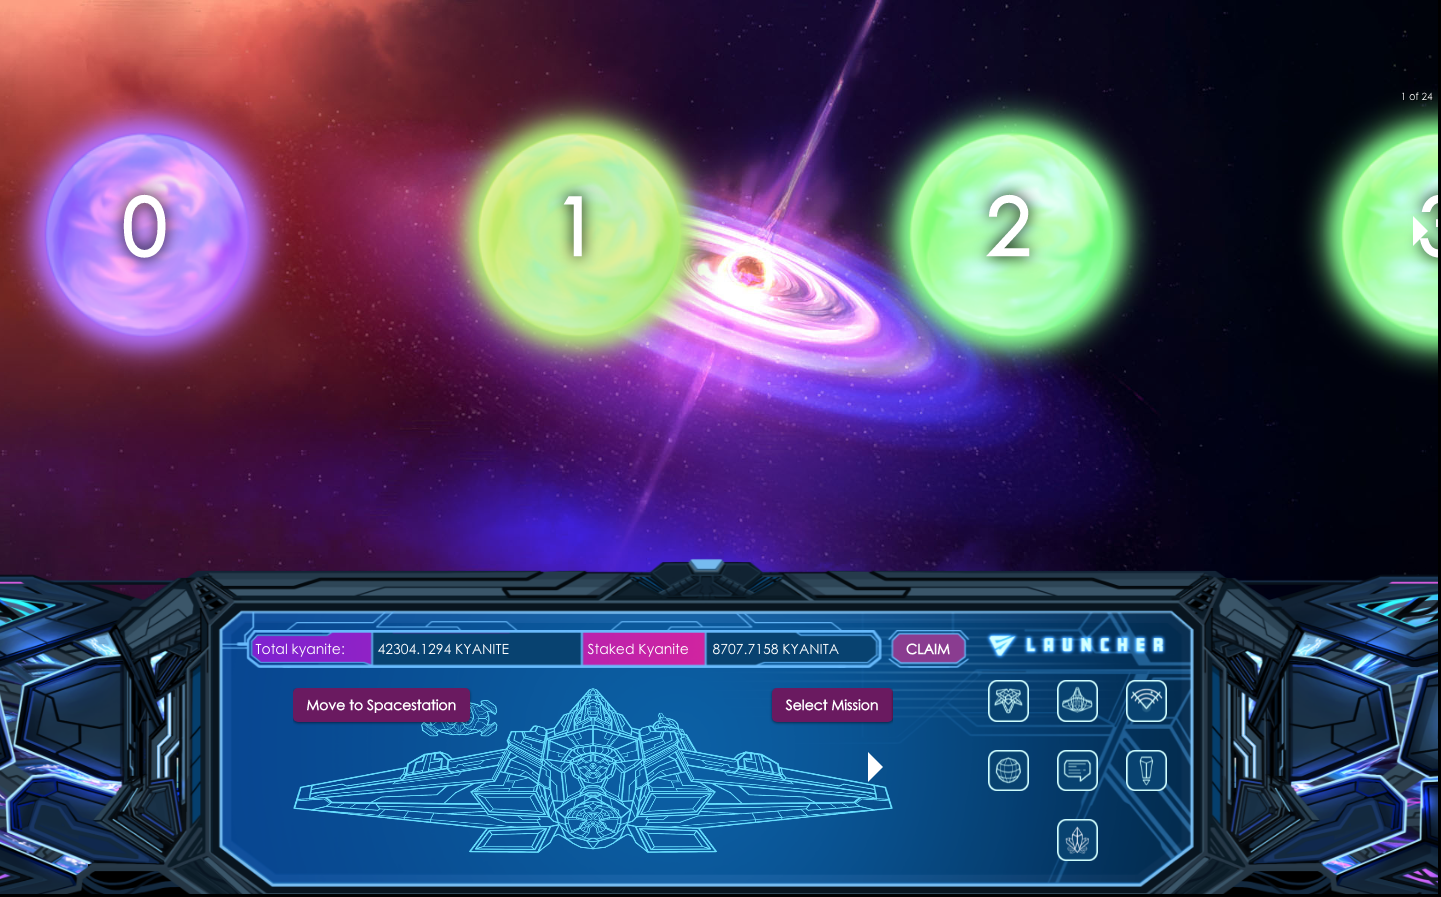 1 of 24
0
1
2
3
Total kyanite: 42304.1294 KYANITE Staked Kyanite 8707.7158 KYANITA CLAIM LAUNCHER
Move to Spacestation Select Mission